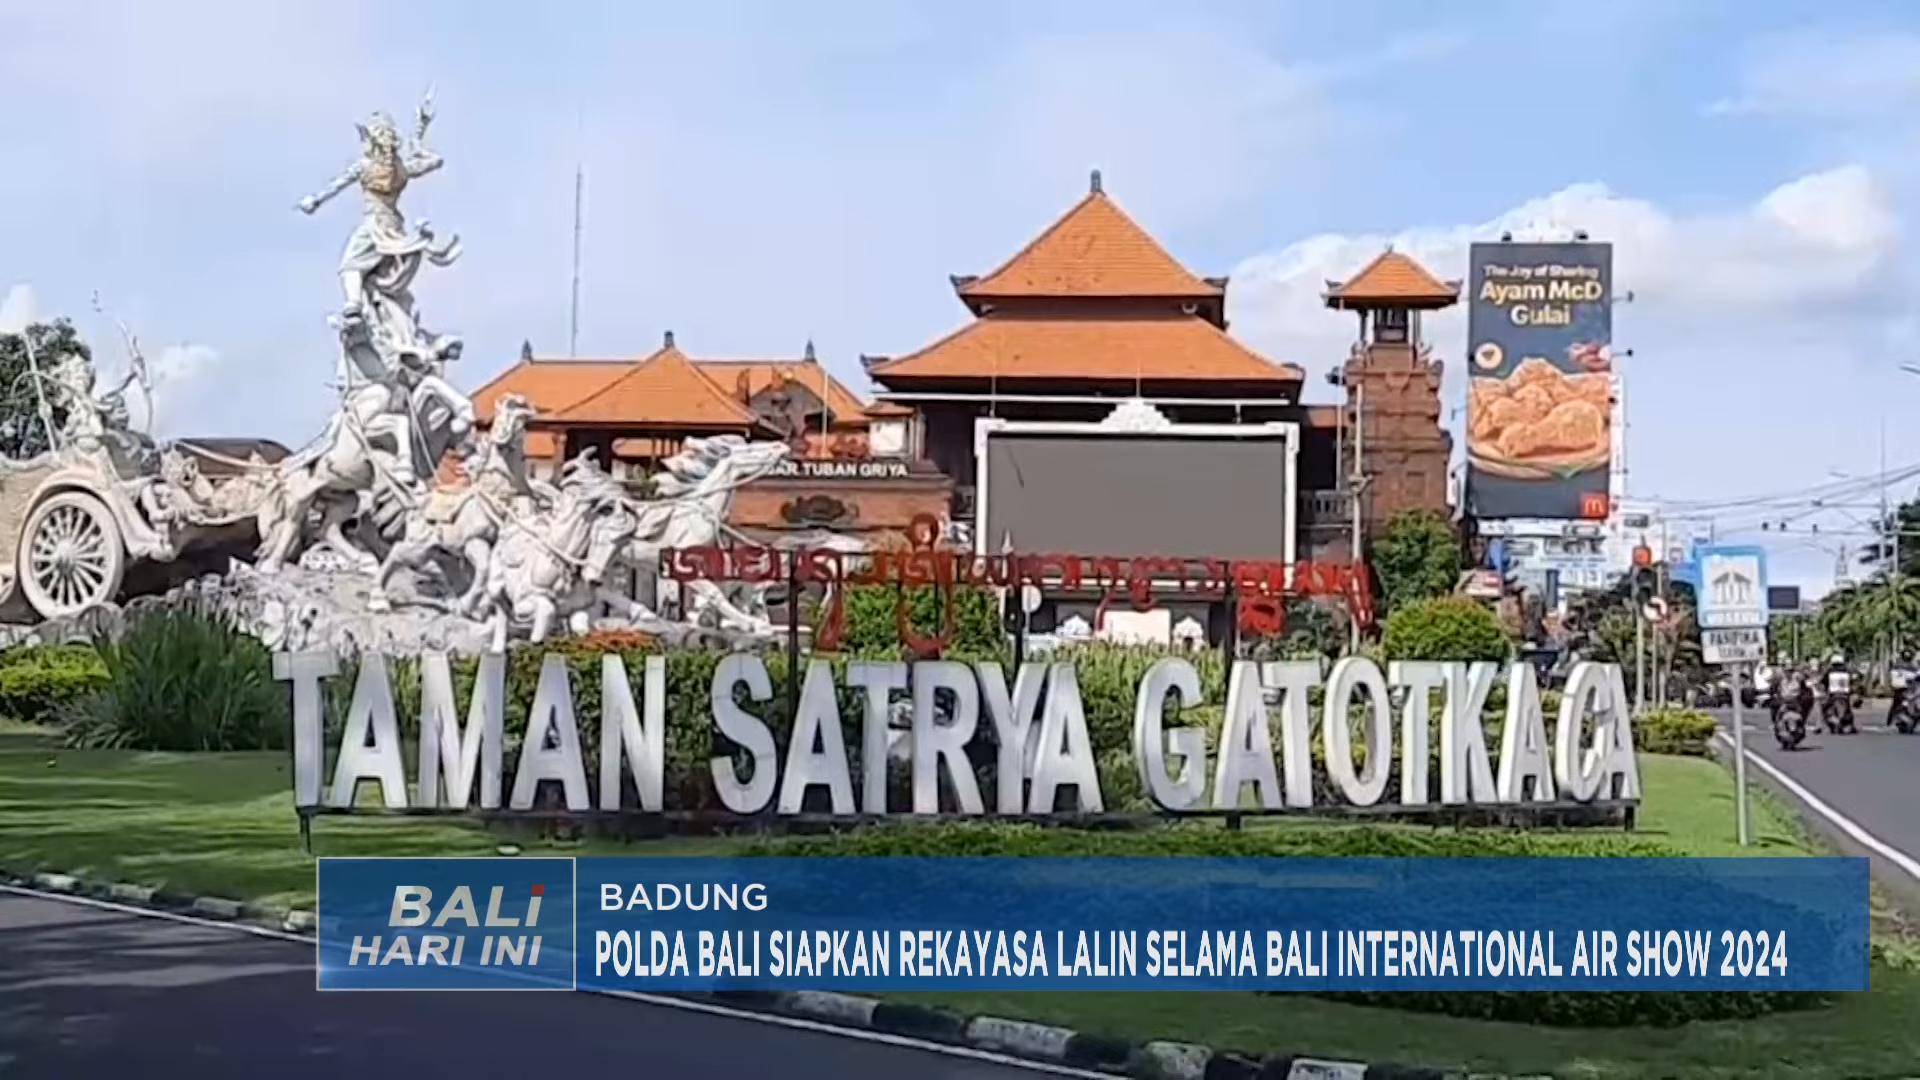 The Joy of Sharing
Ayam McD
Gulai
TUBAN GRIYA
TAMAN SATRYA GATOTKACA
BALI
HARI INI
BADUNG
POLDA BALI SIAPKAN REKAYASA LALIN SELAMA BALI INTERNATIONAL AIR SHOW 2024